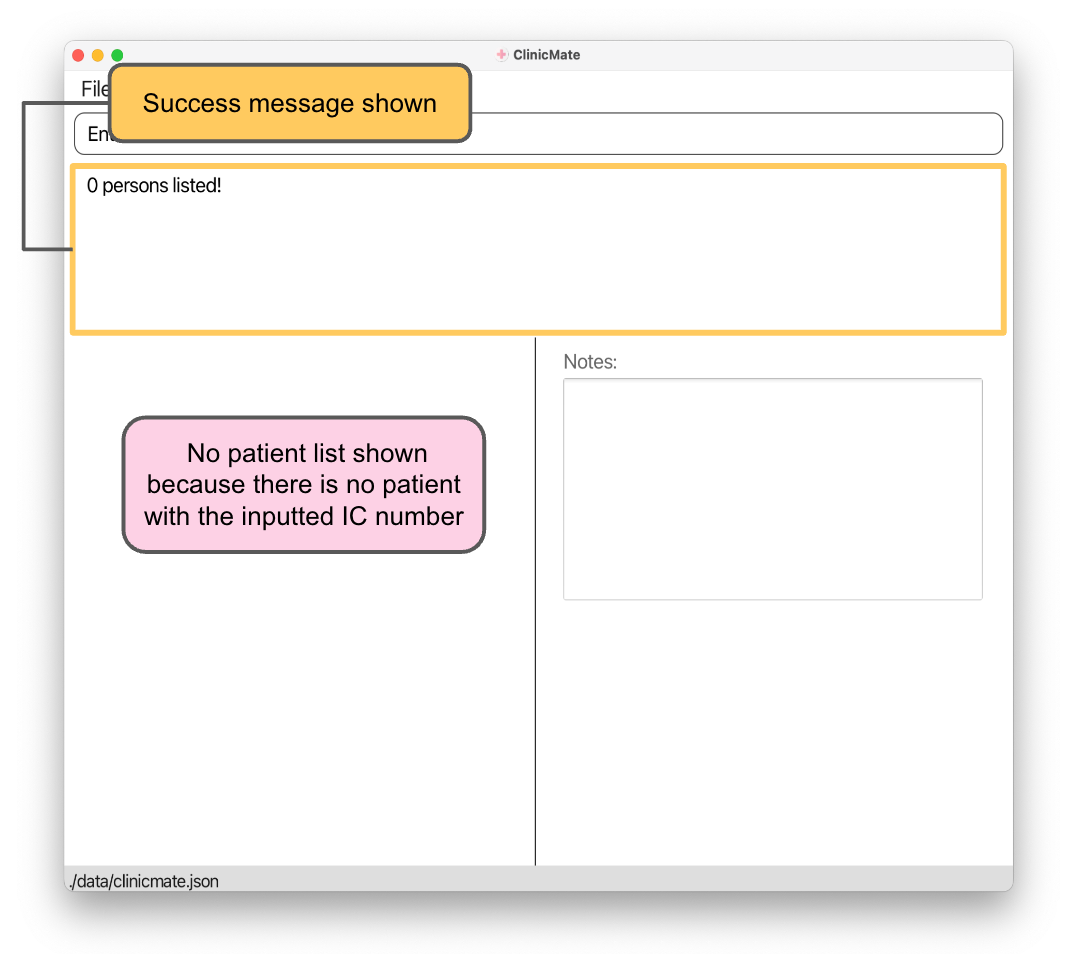 ClinicMate
File
Success message shown
0 persons listed!
Notes:
No patient list shown
because there is no patient
with the inputted IC number
./data/clinicmate.json